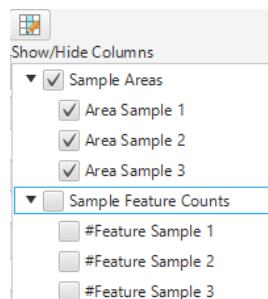 Show/Hide Columns
Sample Areas
Area Sample 1
Area Sample 2
Area Sample 3
Sample Feature Counts
#Feature Sample 1
#Feature Sample 2
#Feature Sample 3